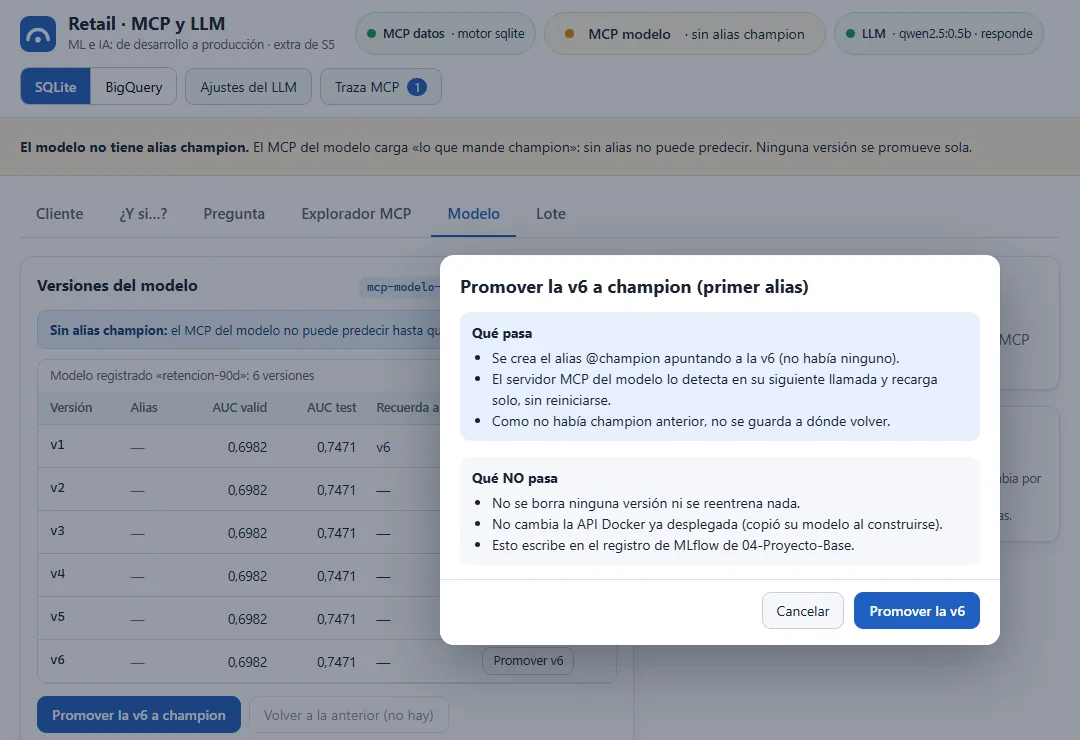 Retail · MCP y LLM
ML e IA: de desarrollo a producción · extra de S5
MCP datos · motor sqlite
MCP modelo · sin alias champion
LLM · qwen2.5:0.5b · responde
SQLite
BigQuery
Ajustes del LLM
Traza MCP 1
El modelo no tiene alias champion. El MCP del modelo carga «lo que mande champion»: sin alias no puede predecir. Ninguna versión se promueve sola.
Cliente
¿Y si...?
Pregunta
Explorador MCP
Modelo
Lote
Versiones del modelo
mcp-modelo-
Sin alias champion: el MCP del modelo no puede predecir hasta qu
Modelo registrado «retencion-90d»: 6 versiones
Versión Alias AUC valid AUC test Recuerda a
v1 — 0,6982 0,7471 v6
v2 — 0,6982 0,7471 —
v3 — 0,6982 0,7471 —
v4 — 0,6982 0,7471 —
v5 — 0,6982 0,7471 —
v6 — 0,6982 0,7471 — Promover v6
Promover la v6 a champion
Volver a la anterior (no hay)
Promover la v6 a champion (primer alias)
Qué pasa
• Se crea el alias @champion apuntando a la v6 (no había ninguno).
• El servidor MCP del modelo lo detecta en su siguiente llamada y recarga
solo, sin reiniciarse.
• Como no había champion anterior, no se guarda a dónde volver.
Qué NO pasa
• No se borra ninguna versión ni se reentrena nada.
• No cambia la API Docker ya desplegada (copió su modelo al construirse).
• Esto escribe en el registro de MLflow de 04-Proyecto-Base.
Cancelar
Promover la v6
MCP
bia por
as.